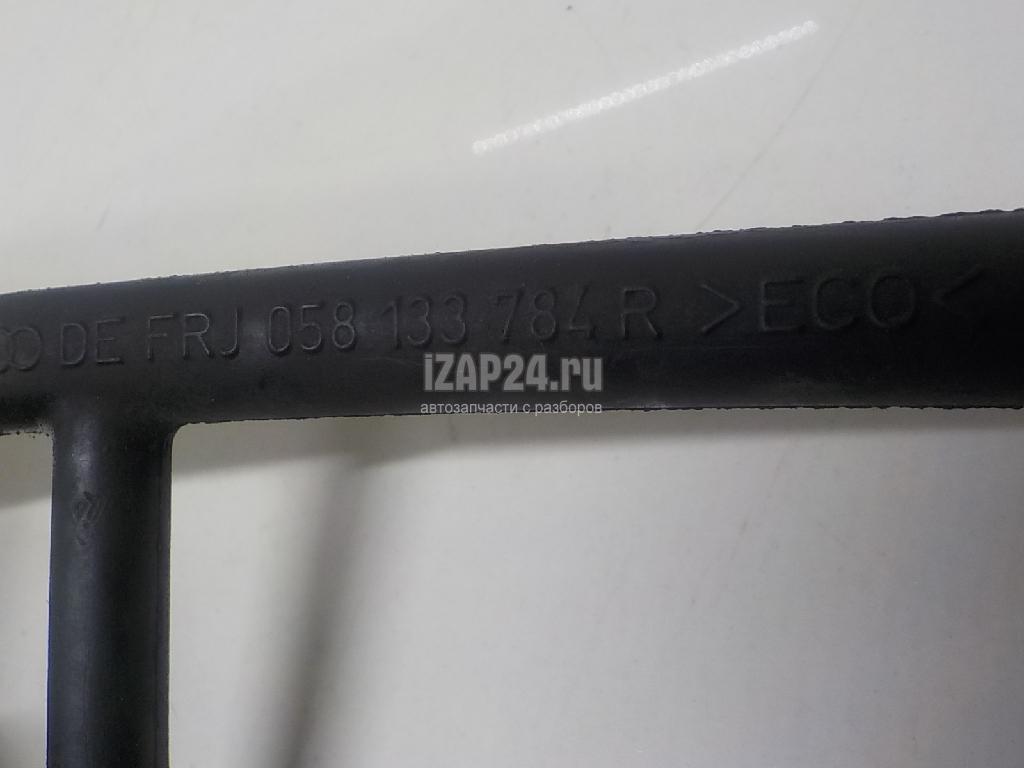 DE FRJ 058 133 784 R >ECO<
iZAP24.ru
автозапчасти с разборов